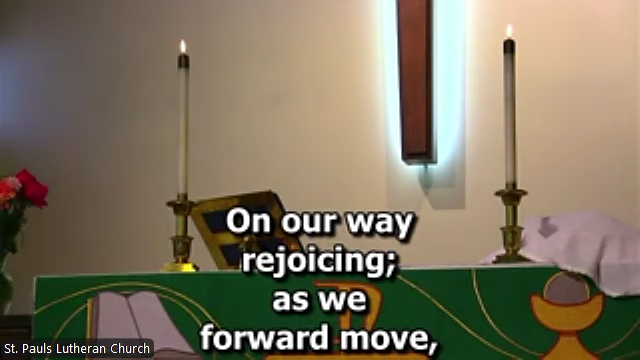 On our way
rejoicing;
as we
forward move,
St. Pauls Lutheran Church